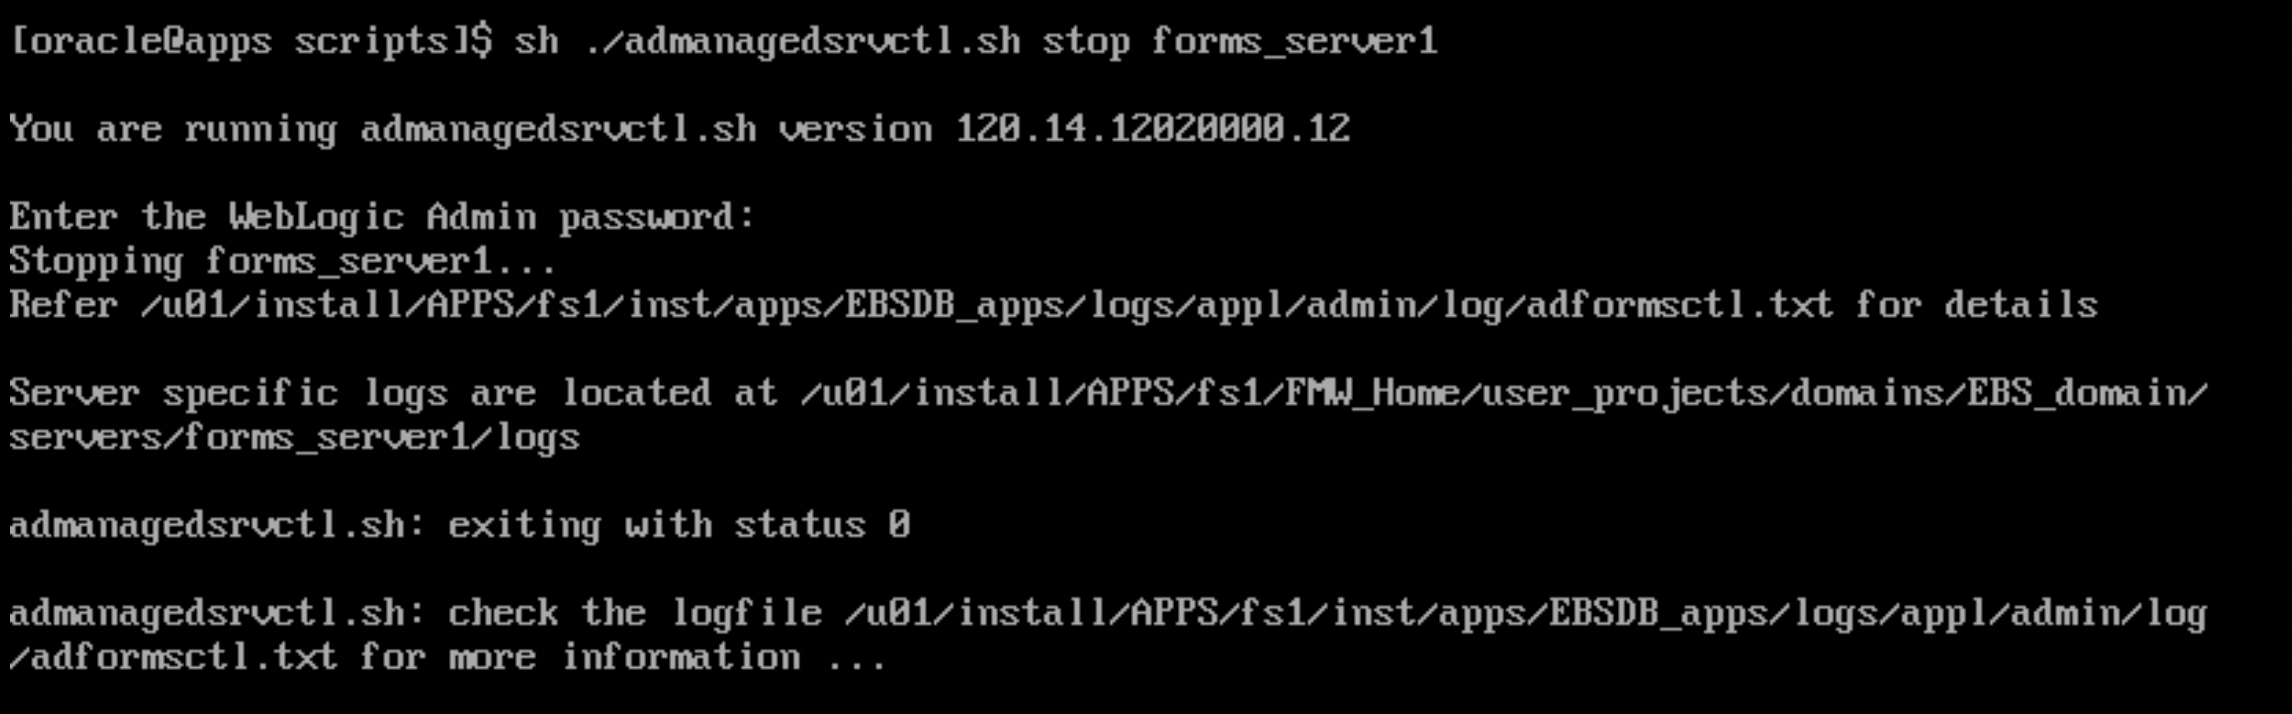 [oracle@apps scripts]$ sh ./admanagedsrvctl.sh stop forms_server1
You are running admanagedsrvctl.sh version 120.14.12020000.12
Enter the WebLogic Admin password:
Stopping forms_server1...
Refer /u01/install/APPS/fs1/inst/apps/EBSDB_apps/logs/appl/admin/log/adformsctl.txt for details
Server specific logs are located at /u01/install/APPS/fs1/FMW_Home/user_projects/domains/EBS_domain/
servers/forms_server1/logs
admanagedsrvctl.sh: exiting with status 0
admanagedsrvctl.sh: check the logfile /u01/install/APPS/fs1/inst/apps/EBSDB_apps/logs/appl/admin/log
/adformsctl.txt for more information ...